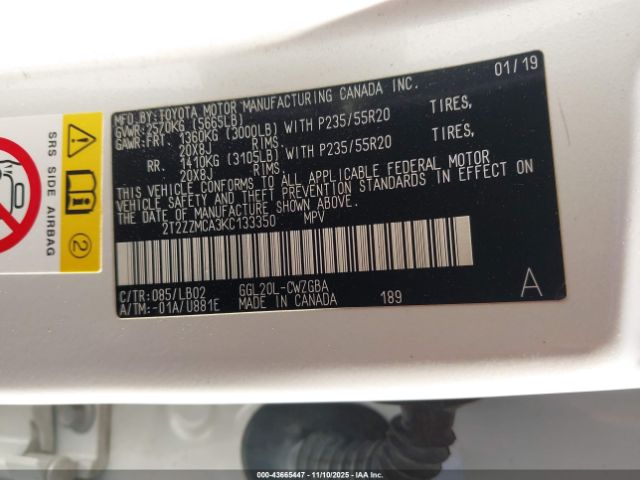 MFD.BY:TOYOTA MOTOR MANUFACTURING CANADA INC. 01/19
GVWR:2570KG (5665LB)
GAWR:FRT. 1360KG (3000LB) WITH P235/55R20 TIRES,
20X8J RIMS
RR. 1410KG (3105LB) WITH P235/55R20 TIRES,
20X8J RIMS
THIS VEHICLE CONFORMS TO ALL APPLICABLE FEDERAL MOTOR
VEHICLE SAFETY AND THEFT PREVENTION STANDARDS IN EFFECT ON
THE DATE OF MANUFACTURE SHOWN ABOVE.
2T2ZZMCA3KC133350 MPV
C/TR:085/LB02 GGL20L-CWZGBA A
A/TM:-01A/U881E MADE IN CANADA 189
SRS SIDE AIRBAG
2
000-43665447 - 11/10/2025 - IAA Inc.